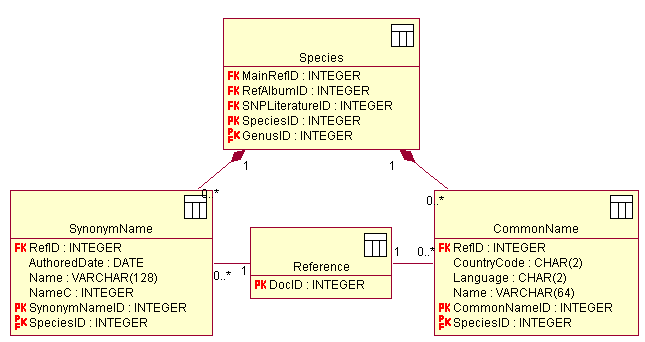 Species
FK MainRefID : INTEGER
FK RefAlbumID : INTEGER
FK SNPLiteratureID : INTEGER
PK SpeciesID : INTEGER
PF K GenusID : INTEGER
1
1
0..*
0..*
SynonymName
FK RefID : INTEGER
AuthoredDate : DATE
Name : VARCHAR(128)
NameC : INTEGER
PK SynonymNameID : INTEGER
PF K SpeciesID : INTEGER
0..*
1
Reference
PK DocID : INTEGER
1
0..*
CommonName
FK RefID : INTEGER
CountryCode : CHAR(2)
Language : CHAR(2)
Name : VARCHAR(64)
PK CommonNameID : INTEGER
PF K SpeciesID : INTEGER